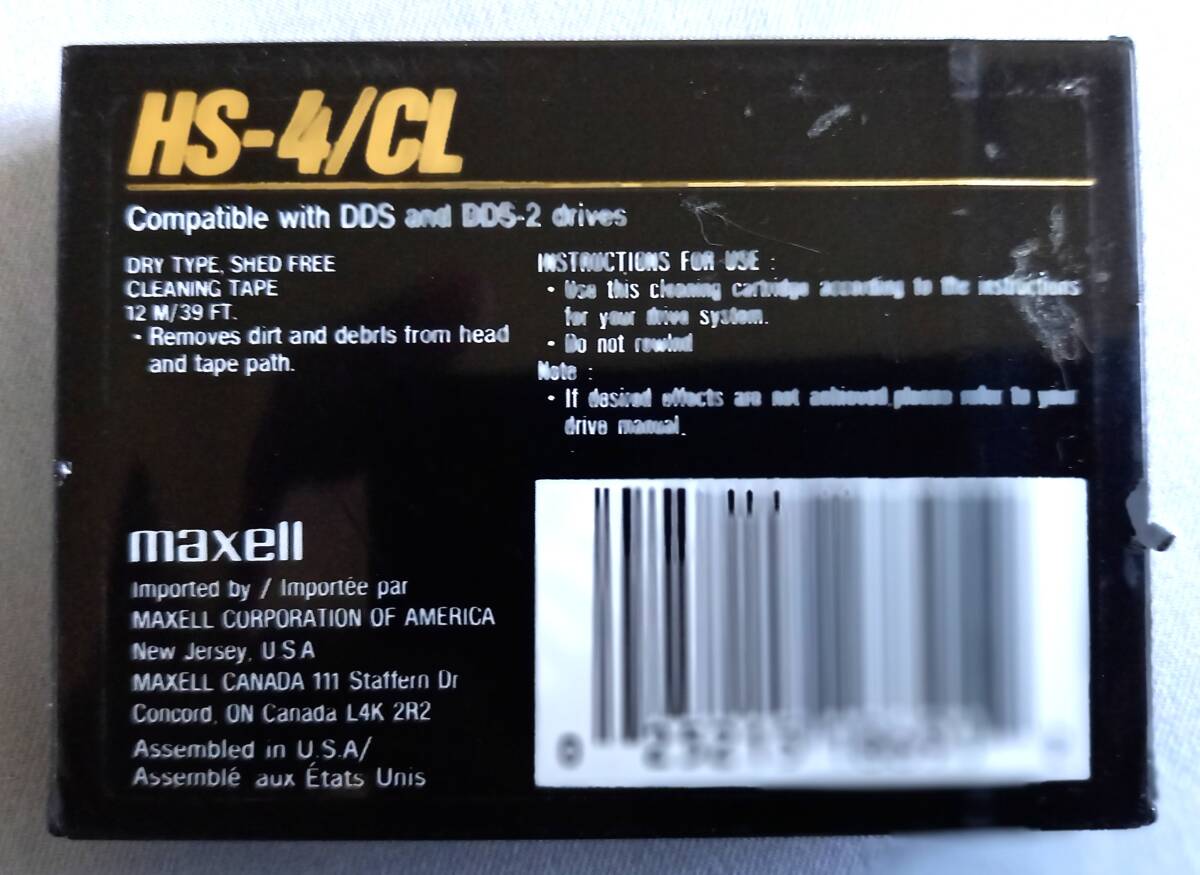 HS-4/CL
Compatible with DDS and DDS-2 drives
DRY TYPE, SHED FREE
CLEANING TAPE
12 M/39 FT.
• Removes dirt and debris from head
and tape path.
INSTRUCTIONS FOR USE :
• Use this cleaning cartridge according to the instructions
for your drive system.
• Do not rewind
Note :
• If desired effects are not achieved, please refer to your
drive manual.
maxell
Imported by / Importée par
MAXELL CORPORATION OF AMERICA
New Jersey, U.S.A
MAXELL CANADA 111 Staffern Dr
Concord, ON Canada L4K 2R2
Assembled in U.S.A/
Assemblé aux États Unis
0